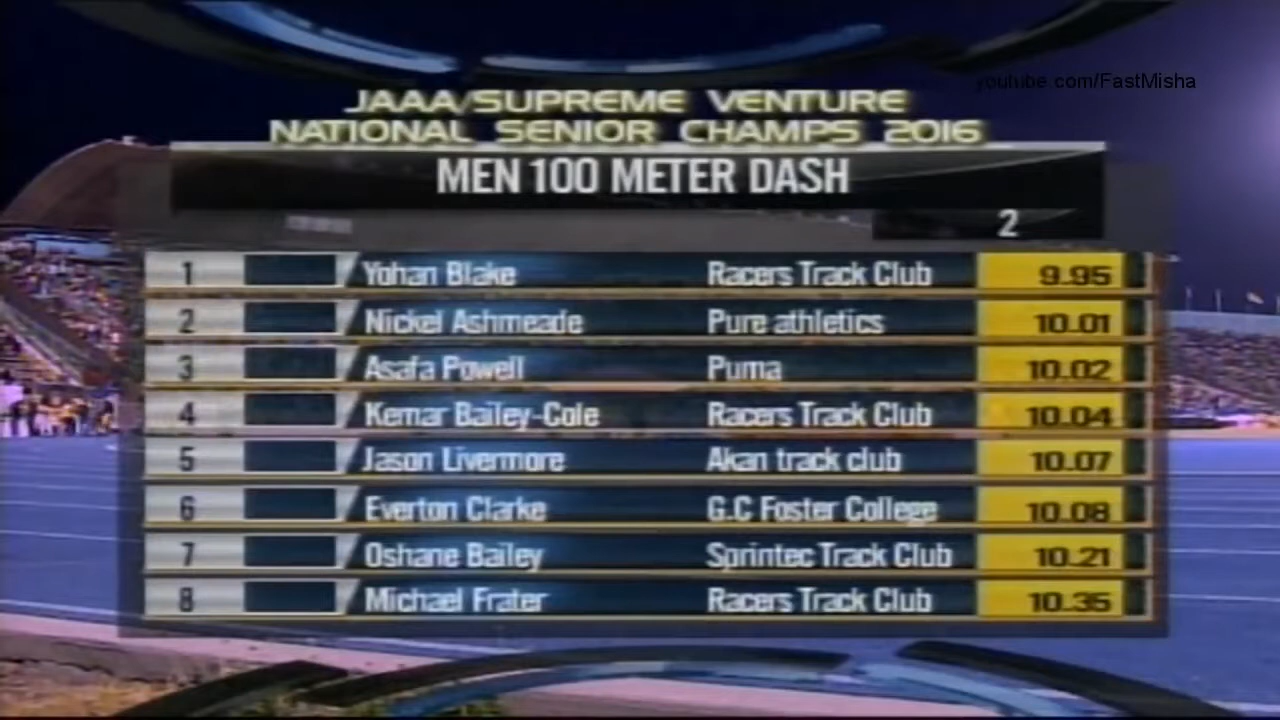 youtube.com/FastMisha
JAAA/SUPREME VENTURE
NATIONAL SENIOR CHAMPS 2016
MEN 100 METER DASH
2
1 Yohan Blake Racers Track Club 9.95
2 Nickel Ashmeade Pure athletics 10.01
3 Asafa Powell Puma 10.02
4 Kemar Bailey-Cole Racers Track Club 10.04
5 Jason Livermore Akan track club 10.07
6 Everton Clarke G.C Foster College 10.08
7 Oshane Bailey Sprintec Track Club 10.21
8 Michael Frater Racers Track Club 10.35